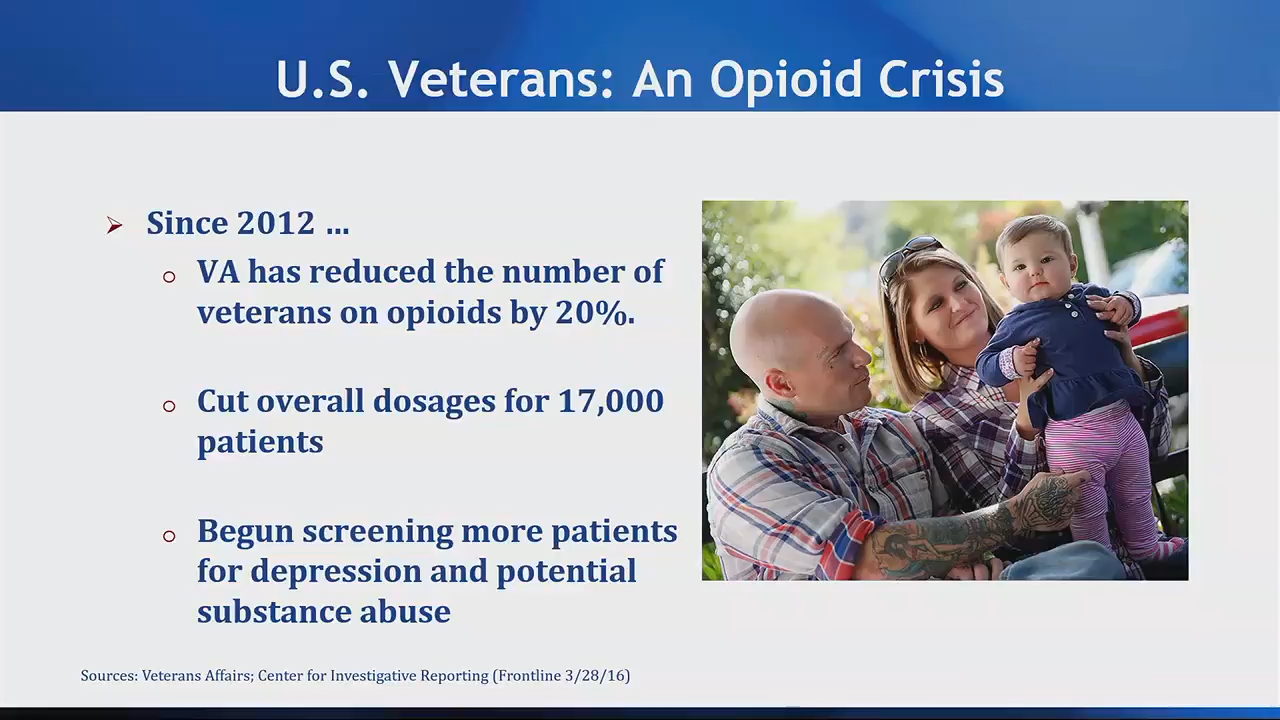 U.S. Veterans: An Opioid Crisis
Since 2012 ...
VA has reduced the number of
veterans on opioids by 20%.
Cut overall dosages for 17,000
patients
Begun screening more patients
for depression and potential
substance abuse
Sources: Veterans Affairs; Center for Investigative Reporting (Frontline 3/28/16)